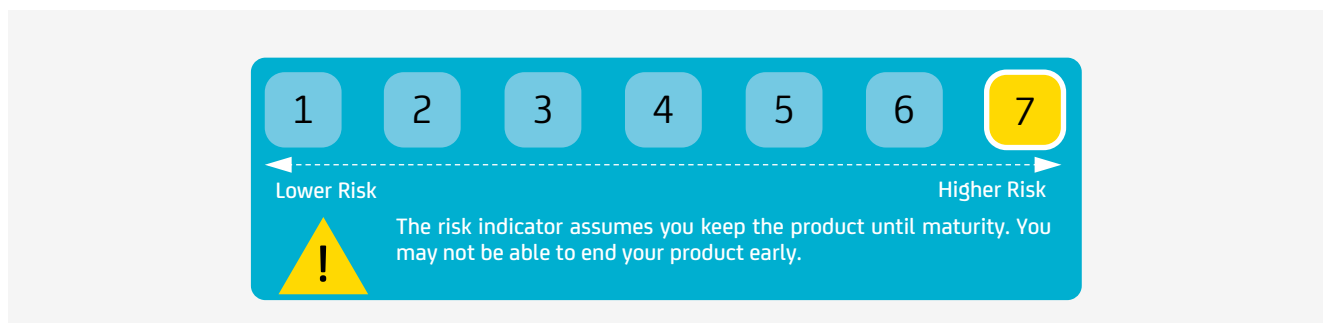 1 2 3 4 5 6 7
Lower Risk Higher Risk
The risk indicator assumes you keep the product until maturity. You
may not be able to end your product early.
!